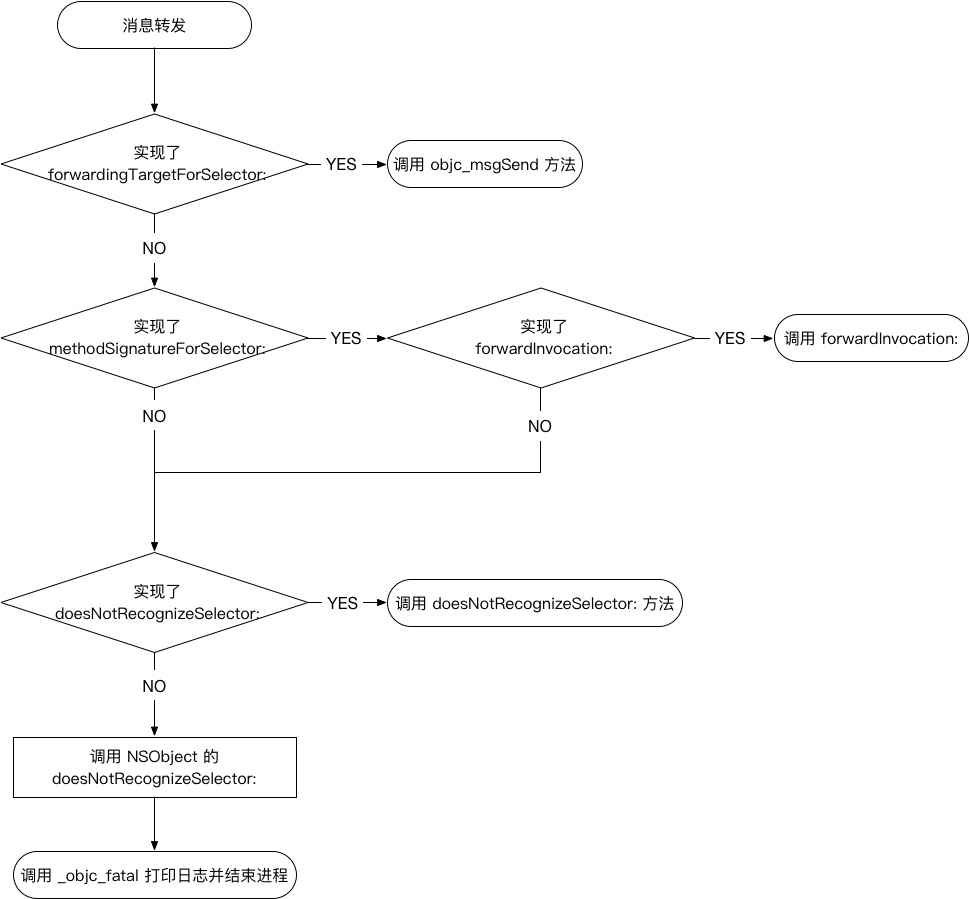 消息转发
实现了
forwardingTargetForSelector:
YES
调用 objc_msgSend 方法
NO
实现了
methodSignatureForSelector:
YES
实现了
forwardInvocation:
YES
调用 forwardInvocation:
NO
NO
实现了
doesNotRecognizeSelector:
YES
调用 doesNotRecognizeSelector: 方法
NO
调用 NSObject 的
doesNotRecognizeSelector:
调用 _objc_fatal 打印日志并结束进程